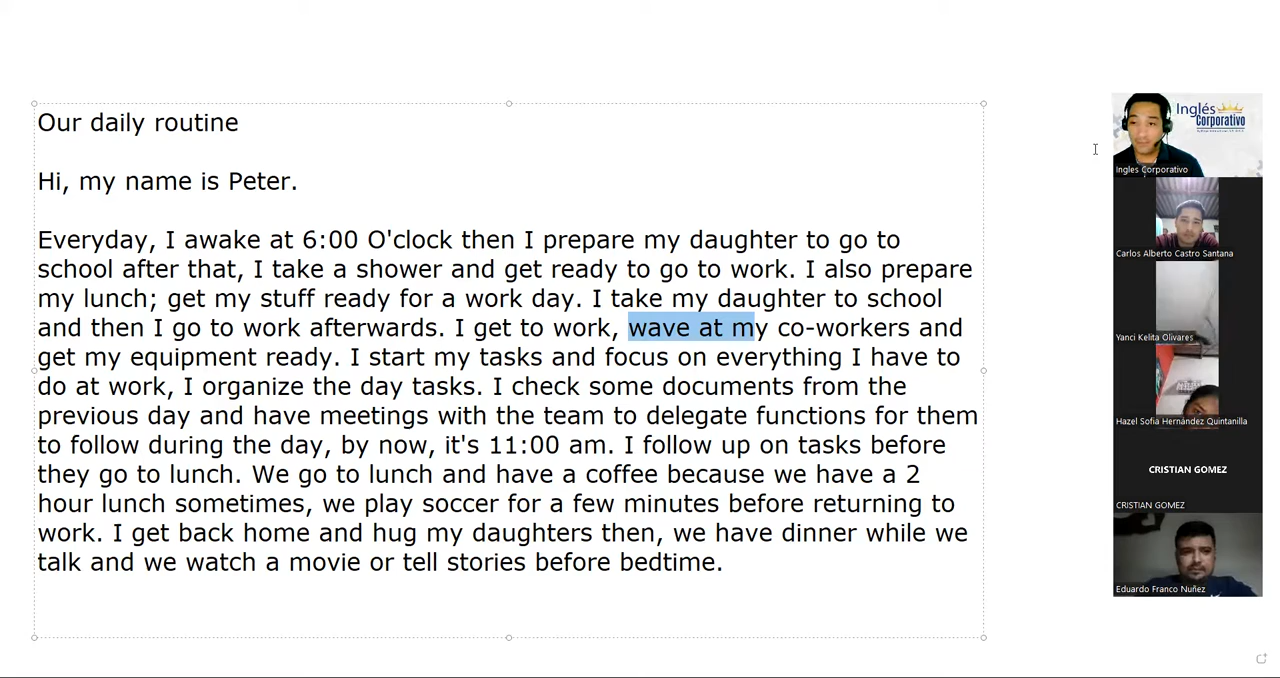 Our daily routine
Hi, my name is Peter.
Everyday, I awake at 6:00 O'clock then I prepare my daughter to go to
school after that, I take a shower and get ready to go to work. I also prepare
my lunch; get my stuff ready for a work day. I take my daughter to school
and then I go to work afterwards. I get to work, wave at my co-workers and
get my equipment ready. I start my tasks and focus on everything I have to
do at work, I organize the day tasks. I check some documents from the
previous day and have meetings with the team to delegate functions for them
to follow during the day, by now, it's 11:00 am. I follow up on tasks before
they go to lunch. We go to lunch and have a coffee because we have a 2
hour lunch sometimes, we play soccer for a few minutes before returning to
work. I get back home and hug my daughters then, we have dinner while we
talk and we watch a movie or tell stories before bedtime.
Inglés
Corporativo
Ingles Corporativo
Carlos Alberto Castro Santana
Yanci Kelita Olivares
Hazel Sofia Hernández Quintanilla
CRISTIAN GOMEZ
CRISTIAN GOMEZ
Eduardo Franco Nuñez